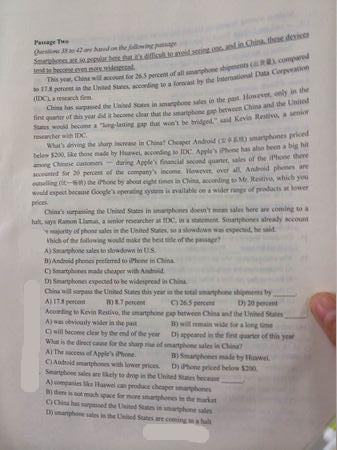 Passage Two
Questions 38 to 42 are based on the following passage.
Smartphones are so popular here that it's difficult to avoid seeing one, and in China, these devices
tend to become even more widespread.
This year, China will account for 26.5 percent of all smartphone shipments (出货量), compared
to 17.8 percent in the United States, according to a forecast by the International Data Corporation
(IDC), a research firm.
China has surpassed the United States in smartphone sales in the past. However, only in the
first quarter of this year did it become clear that the smartphone gap between China and the United
States would become a "long-lasting gap that won't be bridged," said Kevin Restivo, a senior
researcher with IDC.
What's driving the sharp increase in China? Cheaper Android (安卓系统) smartphones priced
below $200, like those made by Huawei, according to IDC. Apple's iPhone has also been a big hit
among Chinese customers — during Apple's financial second quarter, sales of the iPhone there
accounted for 20 percent of the company's income. However, over all, Android phones are
outselling the iPhone by about eight times in China, according to Mr. Restivo, which you
would expect because Google's operating system is available on a wider range of products at lower
prices.
China's surpassing the United States in smartphones doesn't mean sales here are coming to a
halt, says Ramon Llamas, a senior researcher at IDC, in a statement. Smartphones already account
majority of phone sales in the United States, so a slowdown was expected, he said.
Which of the following would make the best title of the passage?
A) Smartphone sales to slowdown in U.S.
B) Android phones preferred to iPhone in China.
C) Smartphones made cheaper with Android.
D) Smartphones expected to be widespread in China.
China will surpass the United States this year in the total smartphone shipments by ______
A) 17.8 percent B) 8.7 percent C) 26.5 percent D) 20 percent
According to Kevin Restivo, the smartphone gap between China and the United States ______
A) was obviously wider in the past B) will remain wide for a long time
C) will become clear by the end of the year D) appeared in the first quarter of this year
What is the direct cause for the sharp rise of smartphone sales in China?
A) The success of Apple's iPhone. B) Smartphones made by Huawei.
C) Android smartphones with lower prices. D) iPhone priced below $200.
Smartphone sales are likely to drop in the United States because ______
A) companies like Huawei can produce cheaper smartphones
B) there is not much space for more smartphones in the market
C) China has surpassed the United States in smartphone sales
D) smartphone sales in the United States are coming to a halt